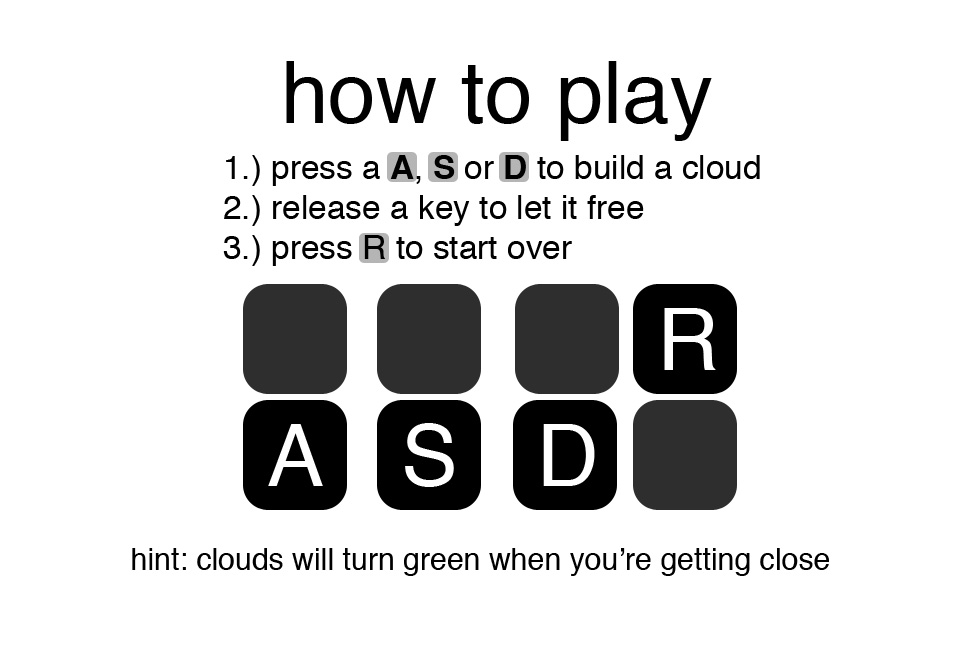 how to play
1.) press a A, S or D to build a cloud
2.) release a key to let it free
3.) press R to start over
R
A S D
hint: clouds will turn green when you’re getting close